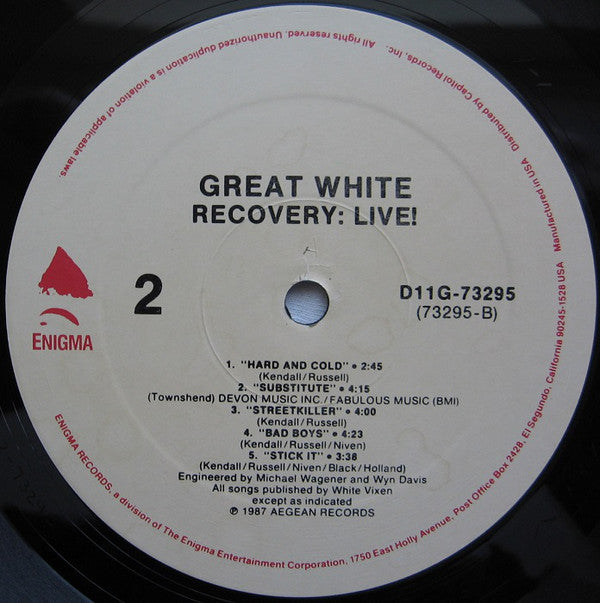 GREAT WHITE
RECOVERY: LIVE!
ENIGMA
2
D11G-73295
(73295-B)
1. "HARD AND COLD" • 2:45
(Kendall/Russell)
2. "SUBSTITUTE" • 4:15
(Townshend) DEVON MUSIC INC./FABULOUS MUSIC (BMI)
3. "STREETKILLER" • 4:00
(Kendall/Russell)
4. "BAD BOYS" • 4:23
(Kendall/Russell/Niven)
5. "STICK IT" • 3:38
(Kendall/Russell/Niven/Black/Holland)
Engineered by Michael Wagener and Wyn Davis
All songs published by White Vixen
except as indicated
℗ 1987 AEGEAN RECORDS
ENIGMA RECORDS, a division of The Enigma Entertainment Corporation. 1750 East Holly Avenue, Post Office Box 2428, El Segundo, California 90245-1528 USA Manufactured in USA Distributed by Capitol Records, Inc. All rights reserved. Unauthorized duplication is a violation of applicable laws.